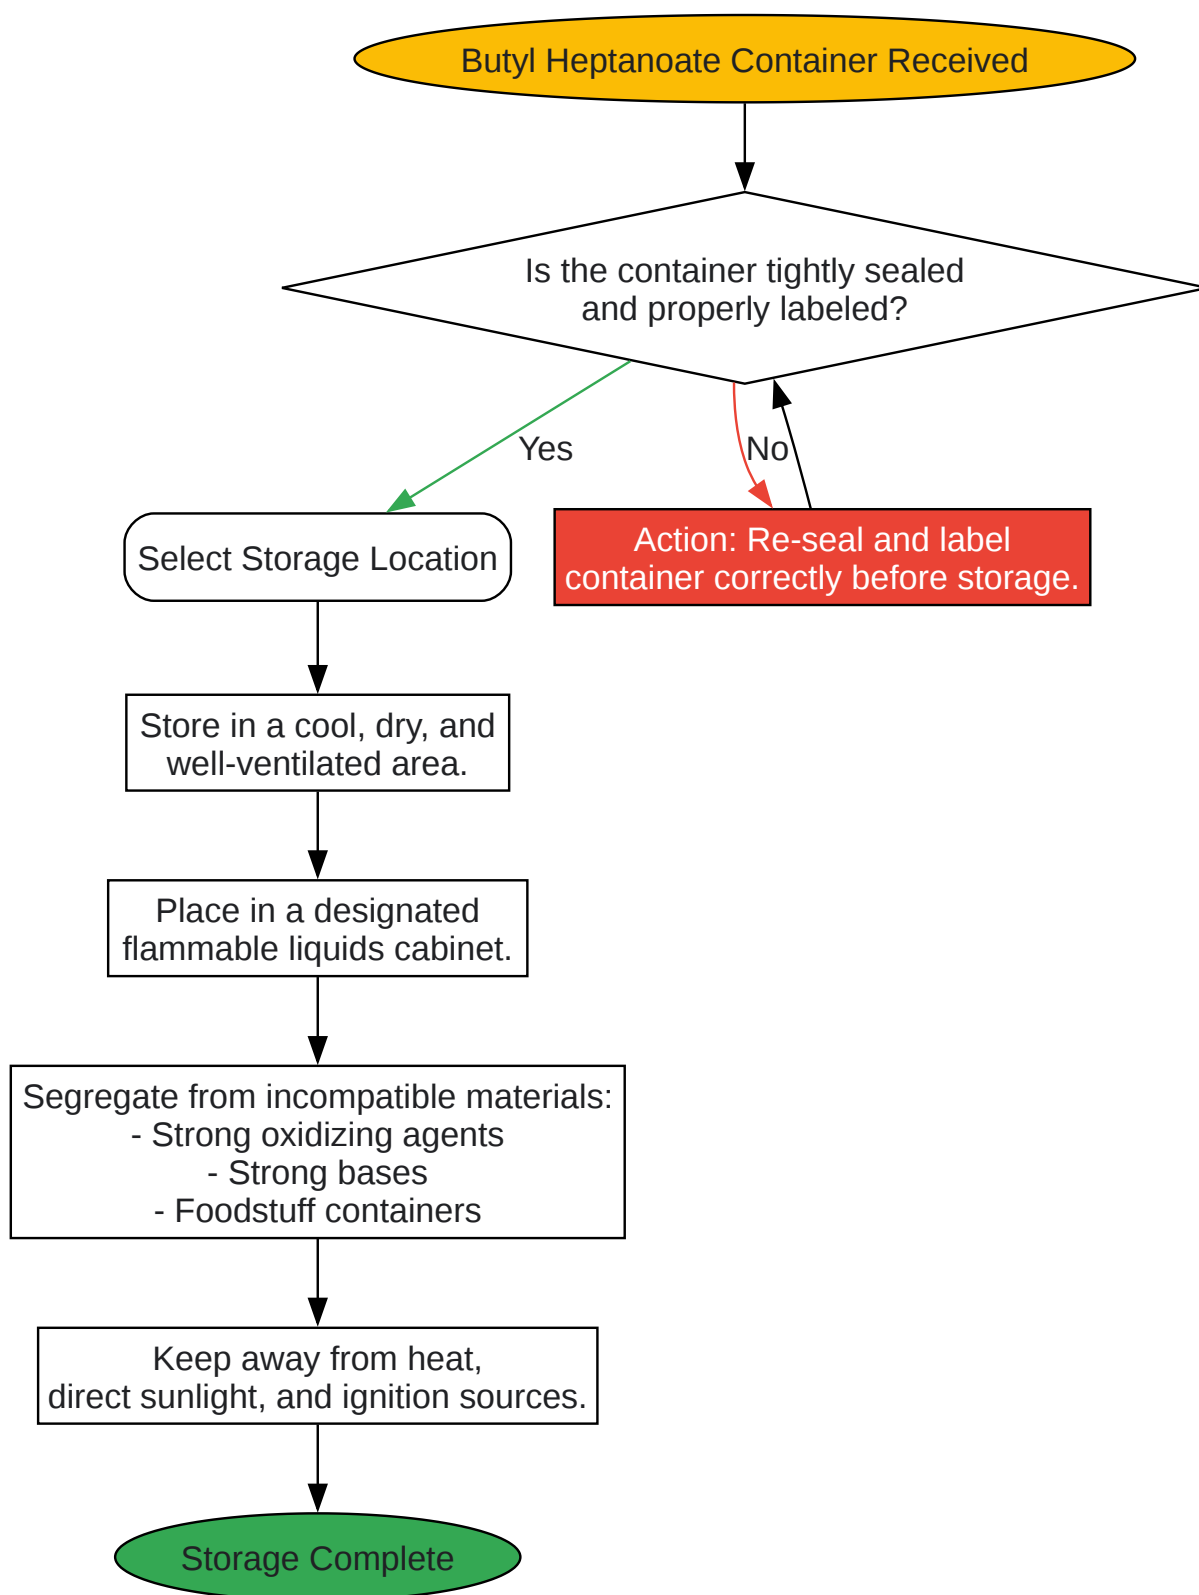 Butyl Heptanoate Container Received
Is the container tightly sealed
and properly labeled?
Yes
No
Select Storage Location
Action: Re-seal and label
container correctly before storage.
Store in a cool, dry, and
well-ventilated area.
Place in a designated
flammable liquids cabinet.
Segregate from incompatible materials:
- Strong oxidizing agents
- Strong bases
- Foodstuff containers
Keep away from heat,
direct sunlight, and ignition sources.
Storage Complete